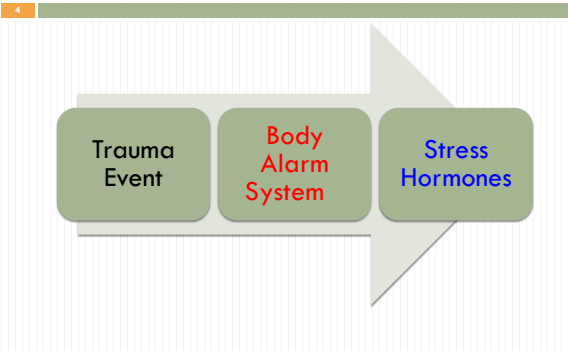 4
Trauma
Event
Body
Alarm
System
Stress
Hormones